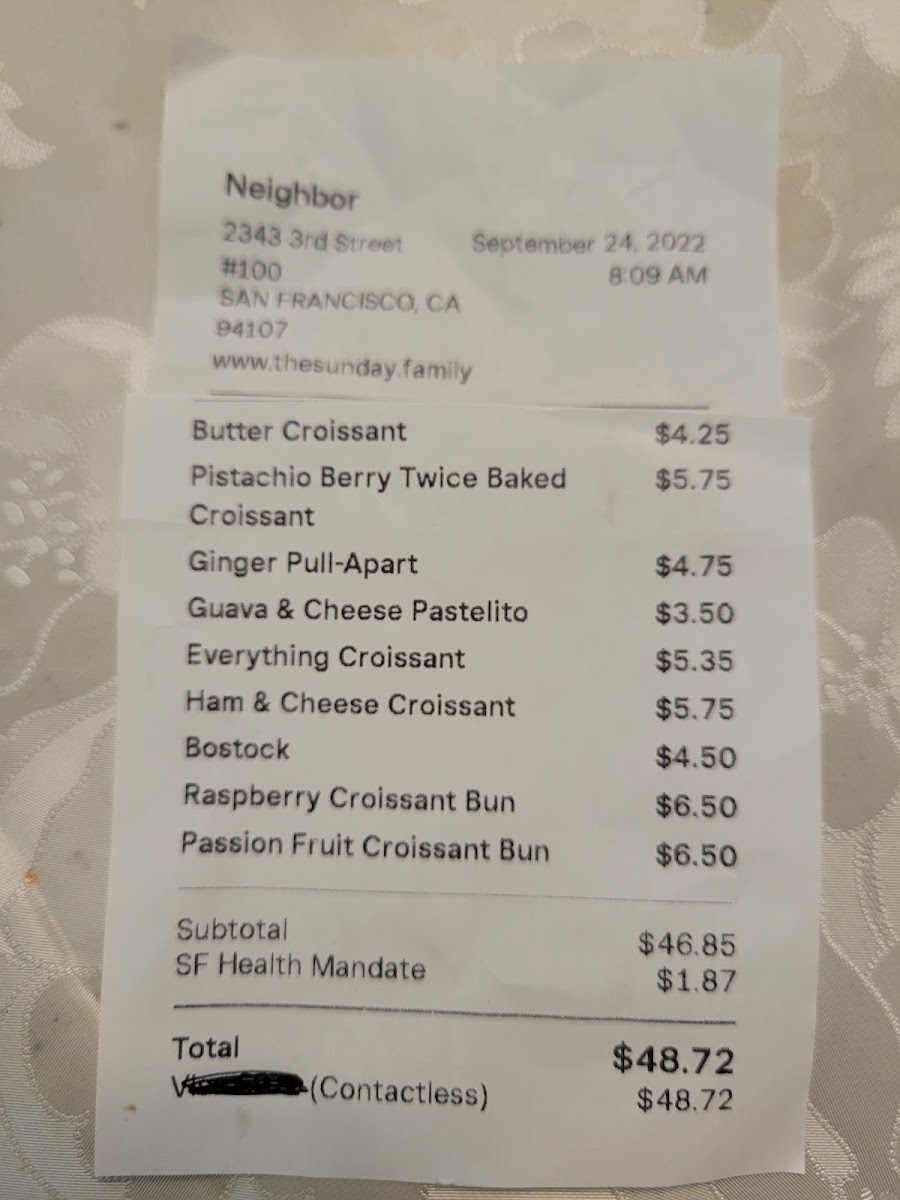 Neighbor
2343 3rd Street September 24, 2022
#100 8:09 AM
SAN FRANCISCO, CA
94107
www.thesunday.family
Butter Croissant $4.25
Pistachio Berry Twice Baked $5.75
Croissant
Ginger Pull-Apart $4.75
Guava & Cheese Pastelito $3.50
Everything Croissant $5.35
Ham & Cheese Croissant $5.75
Bostock $4.50
Raspberry Croissant Bun $6.50
Passion Fruit Croissant Bun $6.50
Subtotal $46.85
SF Health Mandate $1.87
Total $48.72
(Contactless) $48.72